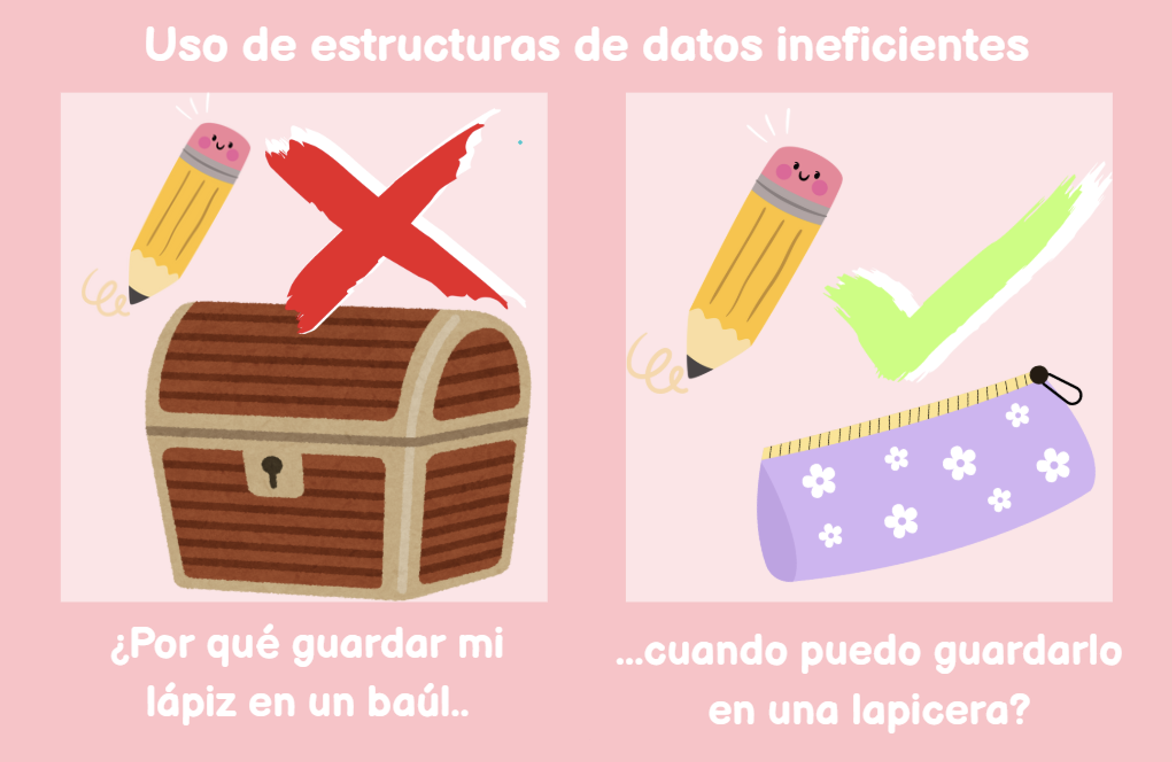 Uso de estructuras de datos ineficientes
¿Por qué guardar mi
lápiz en un baúl..
...cuando puedo guardarlo
en una lapicera?